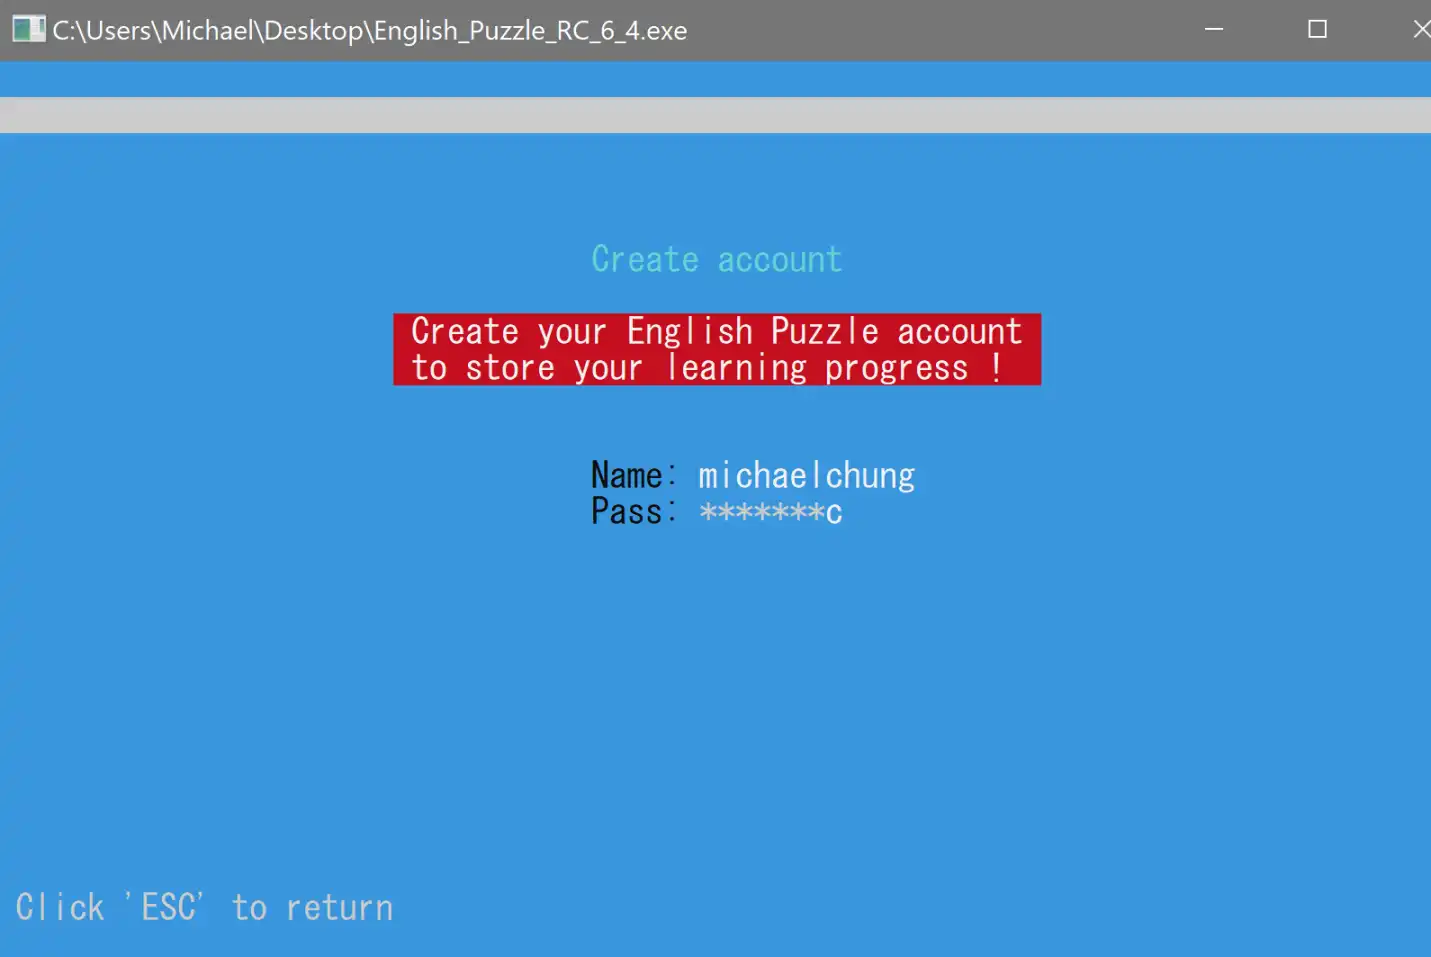 C:\Users\Michael\Desktop\English_Puzzle_RC_6_4.exe
Create account
Create your English Puzzle account
to store your learning progress !
Name: michaelchung
Pass: *******c
Click 'ESC' to return